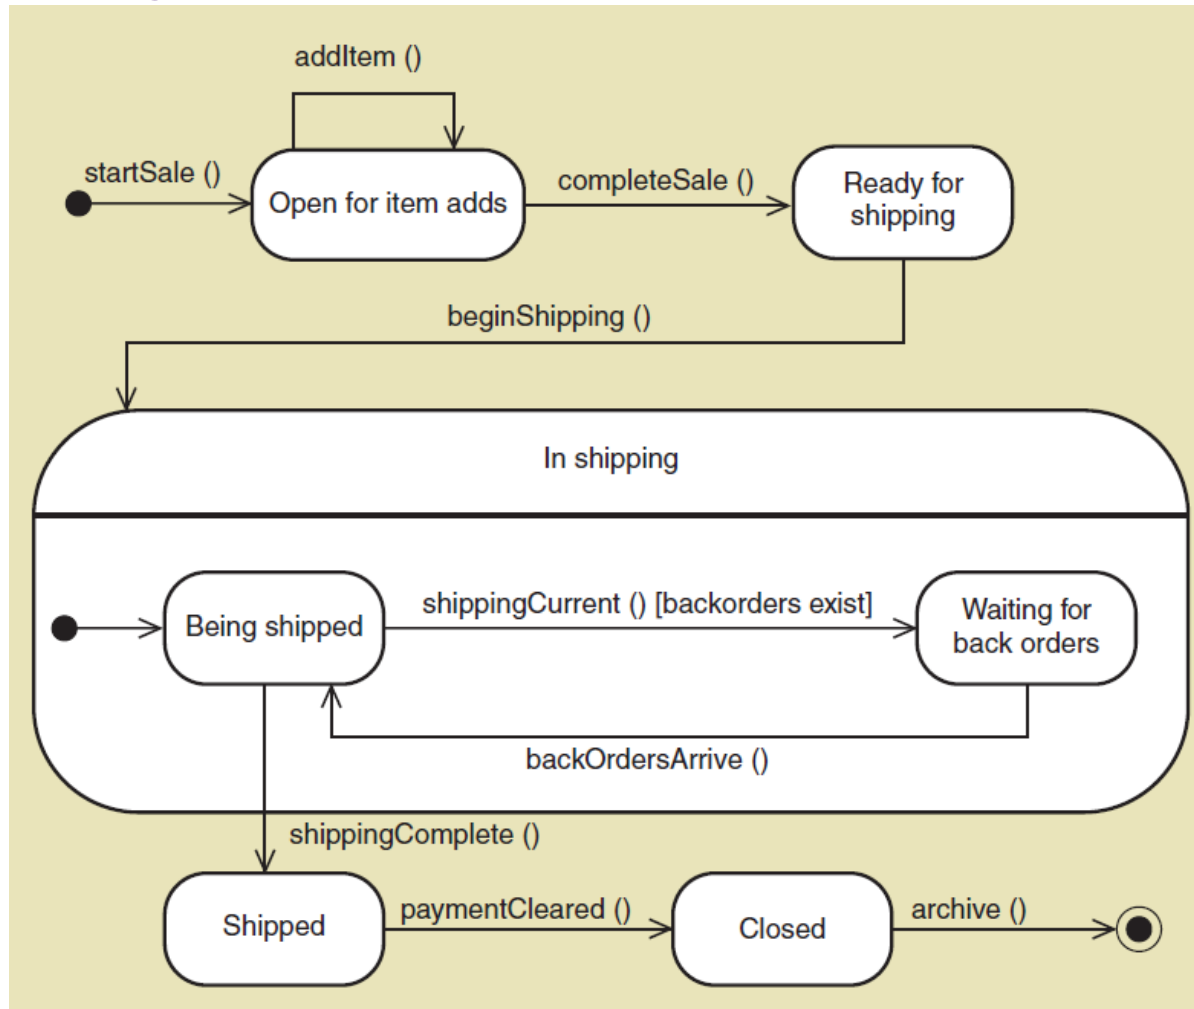 addItem ()
startSale ()
Open for item adds
completeSale ()
Ready for
shipping
beginShipping ()
In shipping
Being shipped
shippingCurrent () [backorders exist]
Waiting for
back orders
backOrdersArrive ()
shippingComplete ()
Shipped
paymentCleared ()
Closed
archive ()